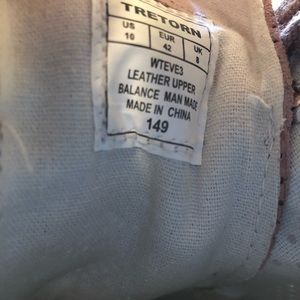 TRETORN
US EUR UK
10 42 8
WTEVE3
LEATHER UPPER
BALANCE MAN MADE
MADE IN CHINA
149